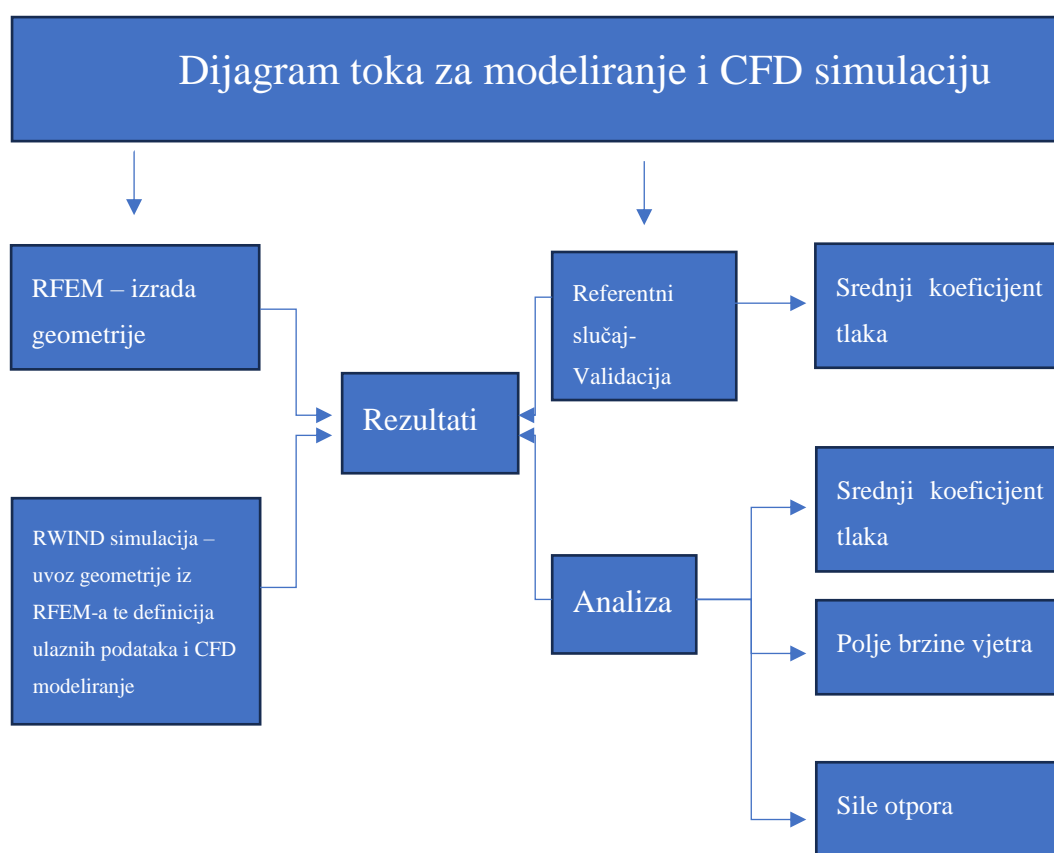 Dijagram toka za modeliranje i CFD simulaciju
RFEM – izrada
geometrije
RWIND simulacija –
uvoz geometrije iz
RFEM-a te definicija
ulaznih podataka i CFD
modeliranje
Rezultati
Referentni
slučaj-
Validacija
Analiza
Srednji koeficijent
tlaka
Srednji koeficijent
tlaka
Polje brzine vjetra
Sile otpora